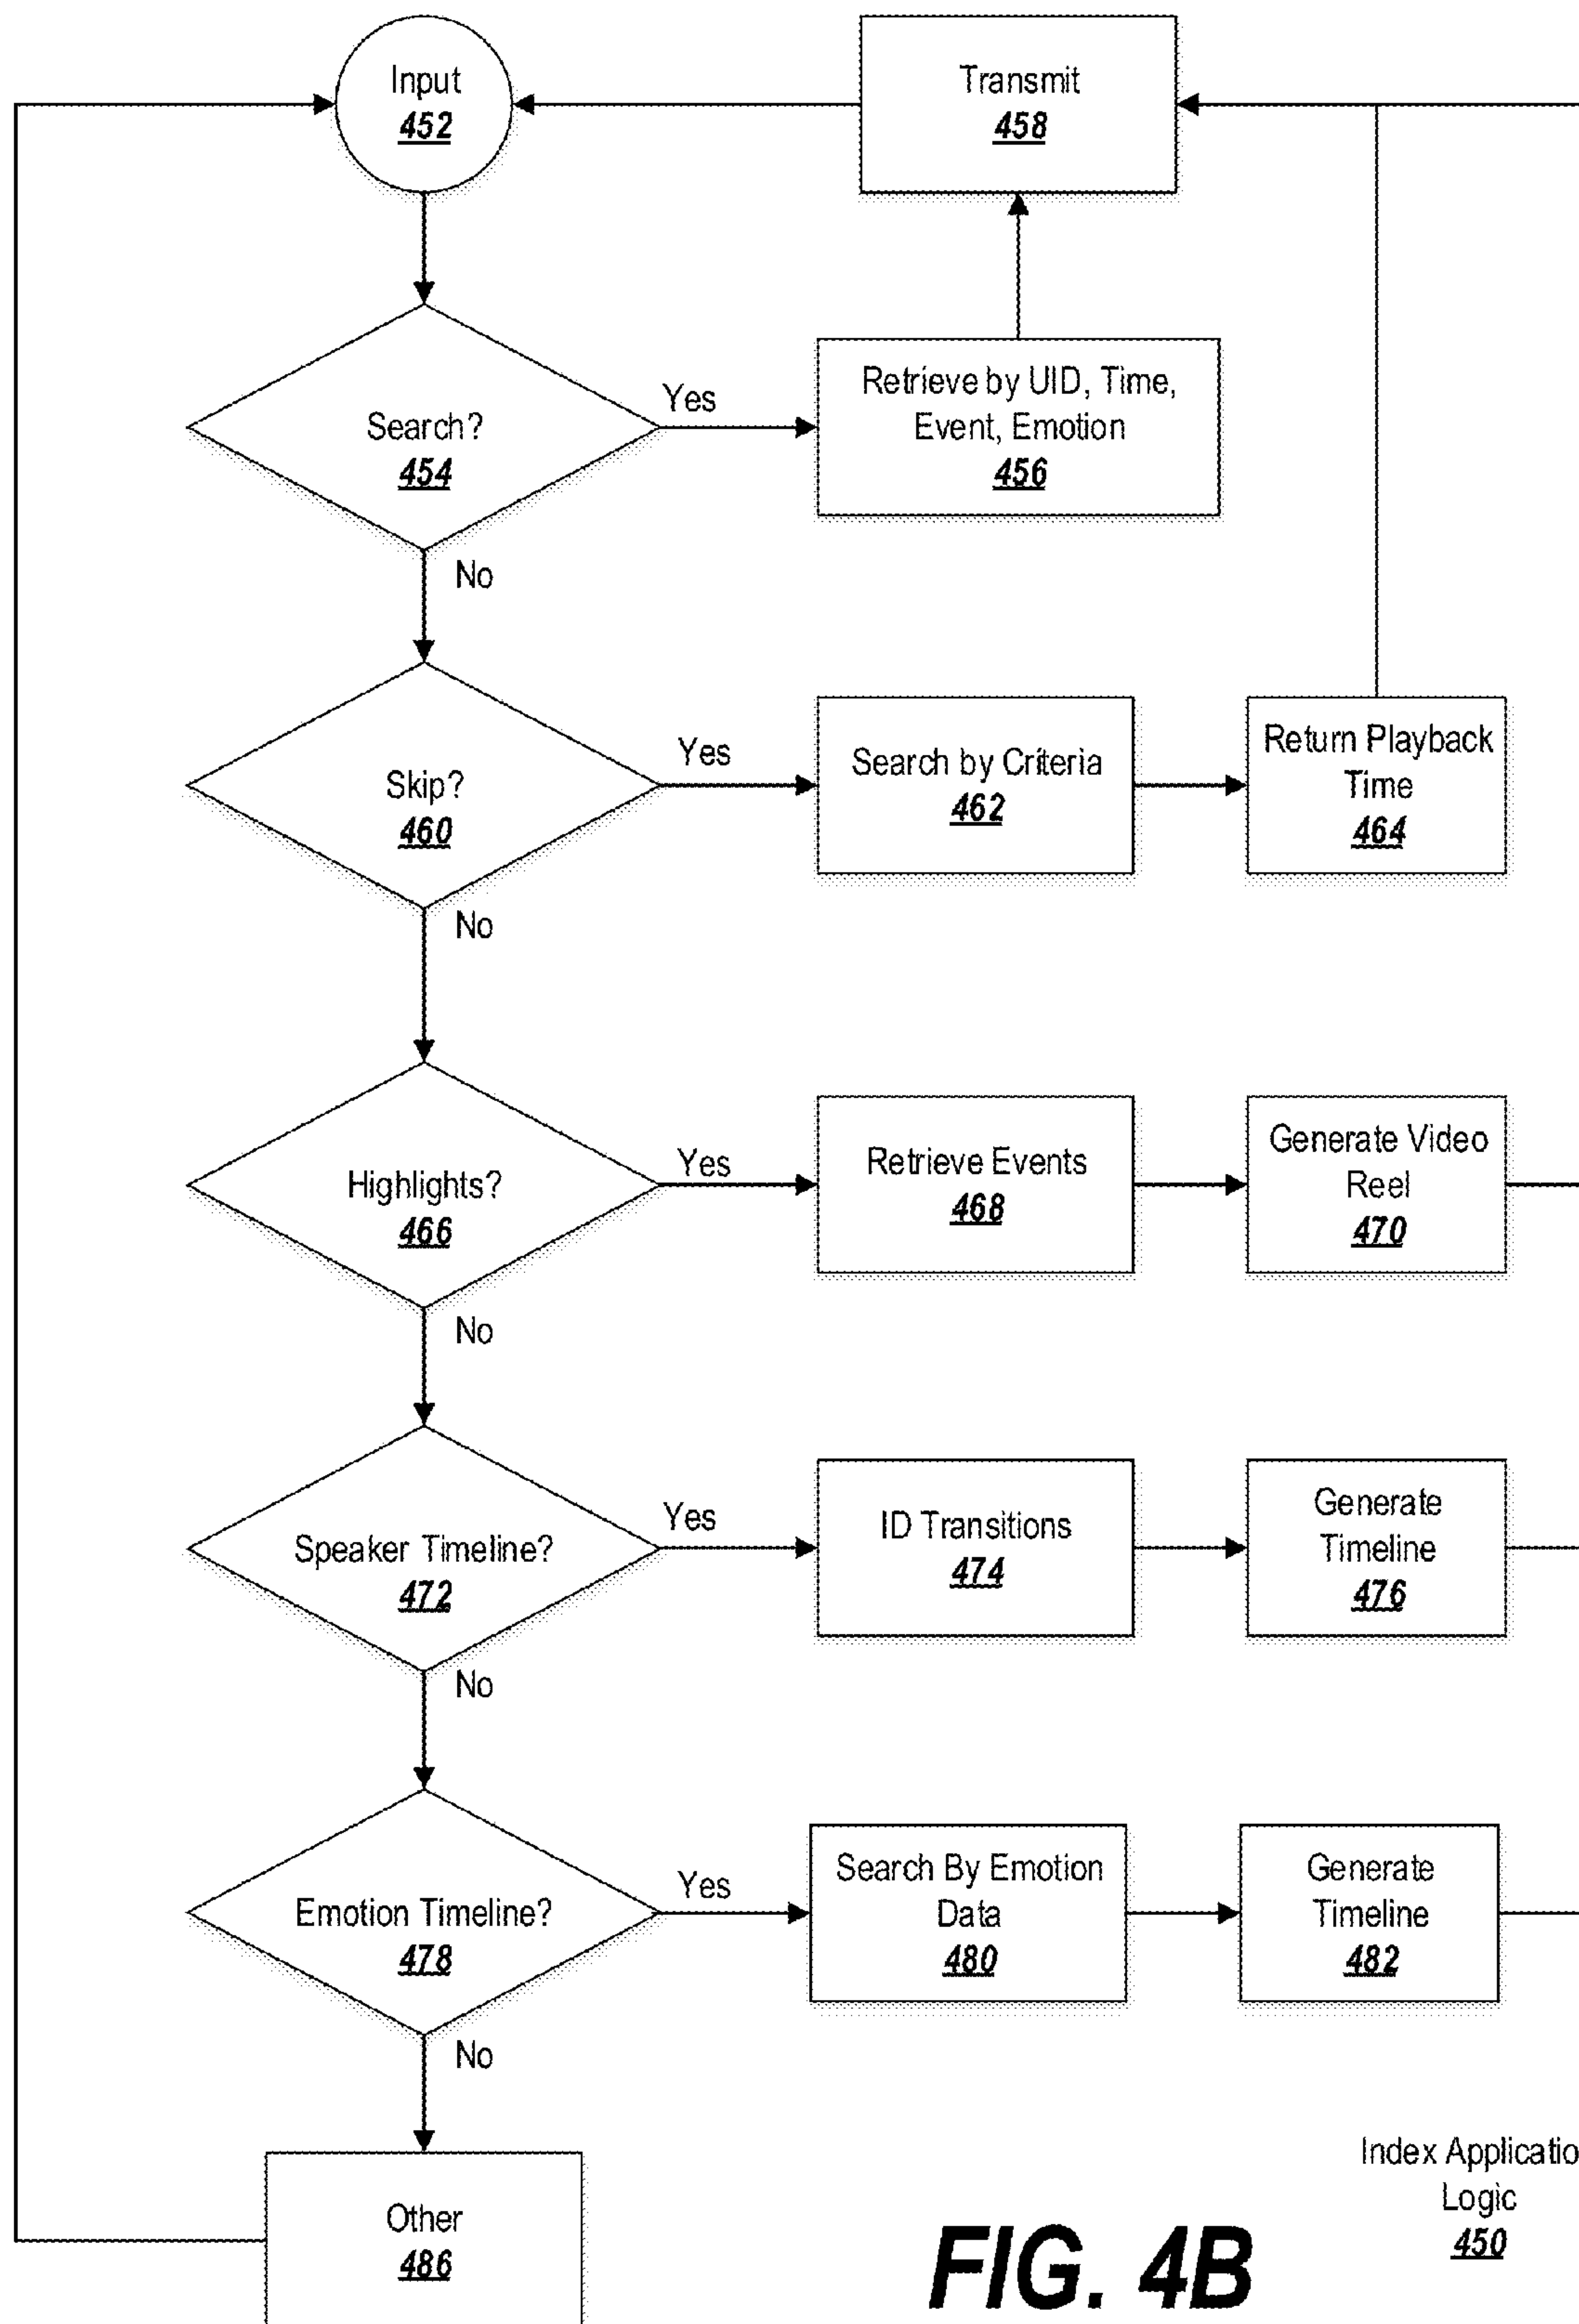 Input
452
Transmit
458
Search?
454
Yes
Retrieve by UID, Time,
Event, Emotion
456
No
Skip?
460
Yes
Search by Criteria
462
Return Playback
Time
464
No
Highlights?
466
Yes
Retrieve Events
468
Generate Video
Reel
470
No
Speaker Timeline?
472
Yes
ID Transitions
474
Generate
Timeline
476
No
Emotion Timeline?
478
Yes
Search By Emotion
Data
480
Generate
Timeline
482
No
Other
486
Index Applicatio
Logic
450
FIG. 4B